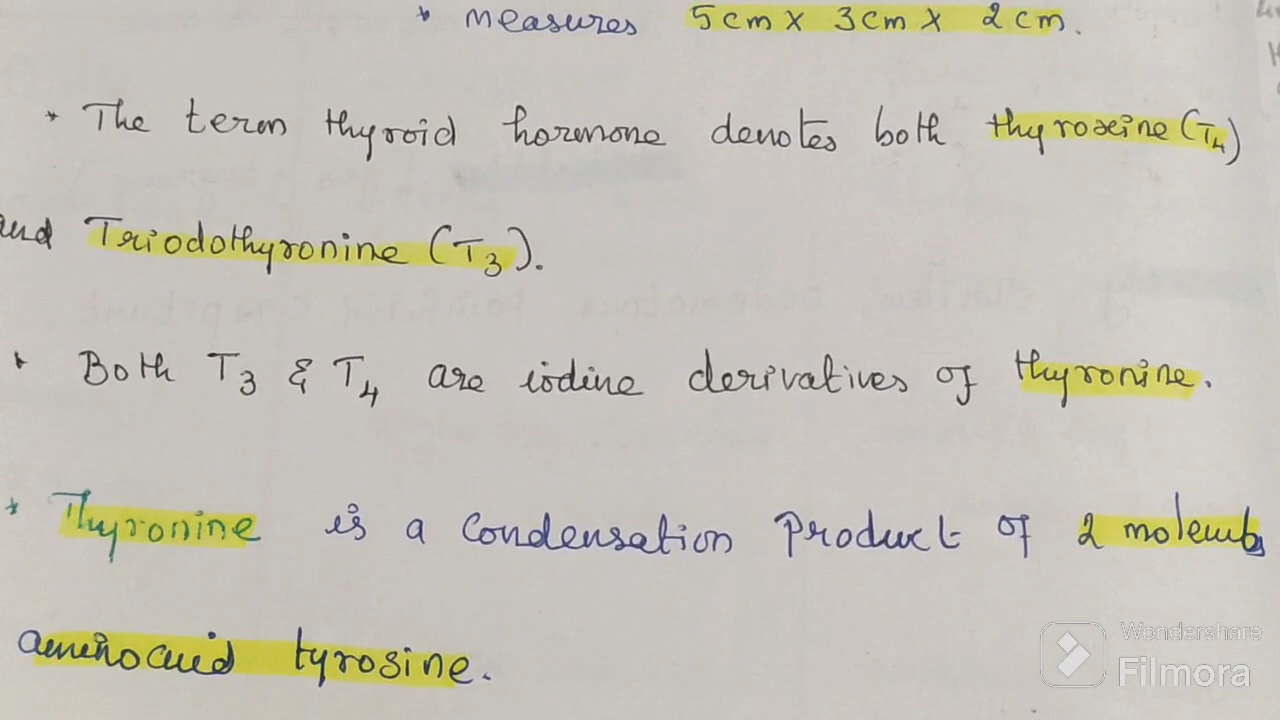 * measures 5cm x 3cm x 2cm.
* The term thyroid hormone denotes both thyroxine (T4)
and Triodothyronine (T3).
* Both T3 & T4 are iodine derivatives of thyronine.
* Thyronine is a condensation product of 2 molecules
aminoacid tyrosine.
Wondershare
Filmora